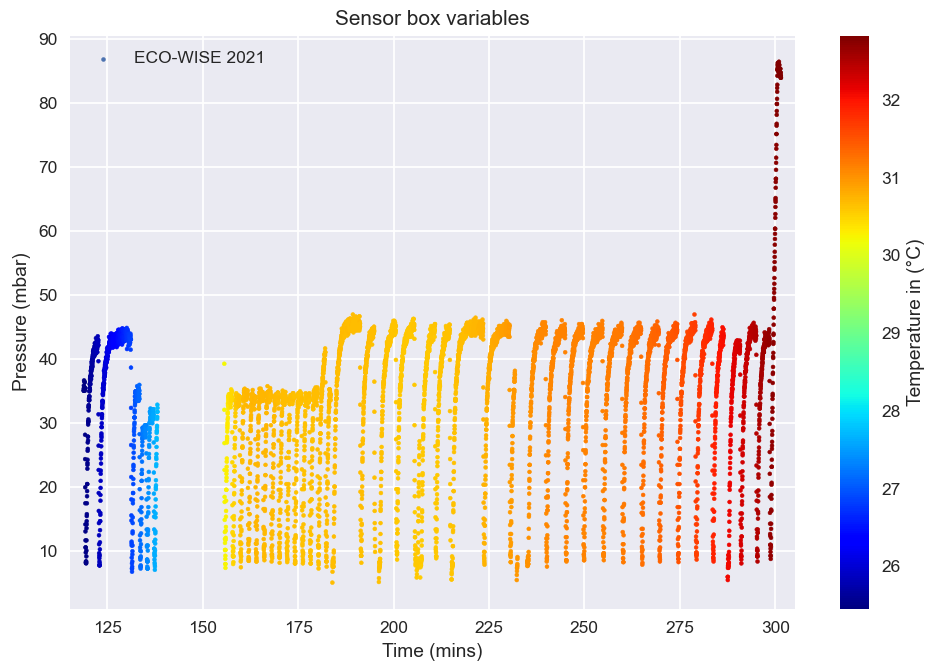 Sensor box variables
ECO-WISE 2021
90
80
70
60
50
40
30
20
10
Pressure (mbar)
125 150 175 200 225 250 275 300
Time (mins)
32
31
30
29
28
27
26
Temperature in (°C)